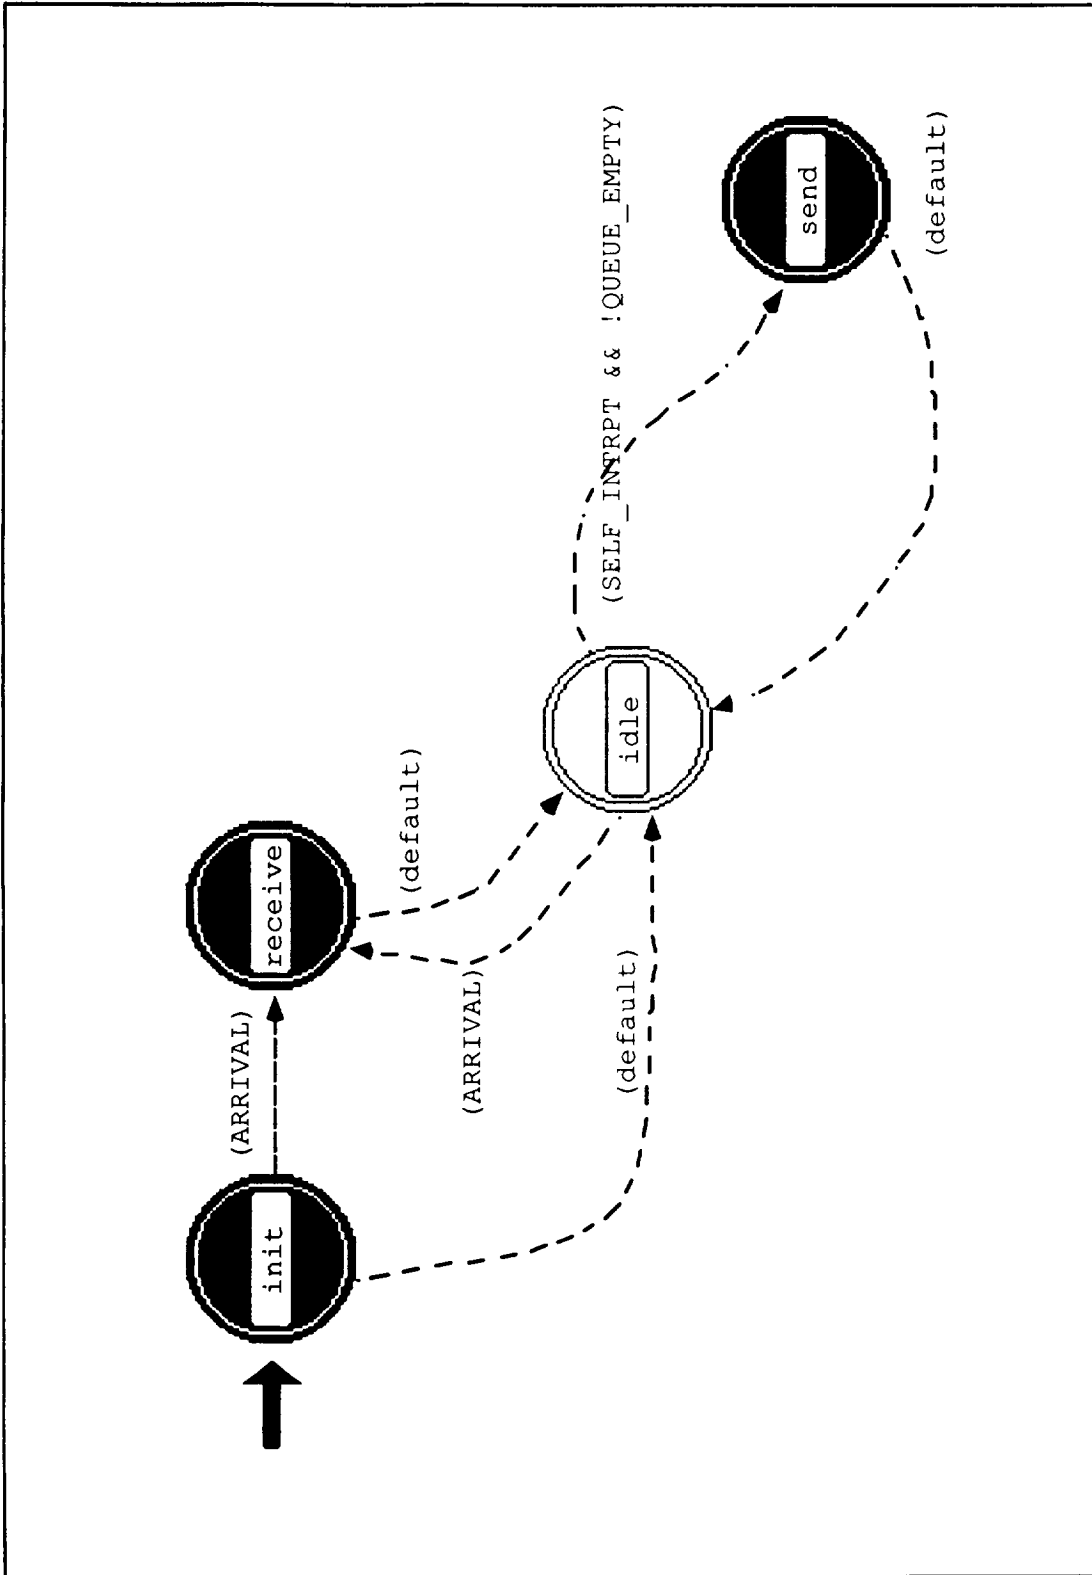 init
(ARRIVAL)
receive
(default)
(ARRIVAL)
(default)
idle
(SELF_INTRPT && !QUEUE_EMPTY)
send
(default)